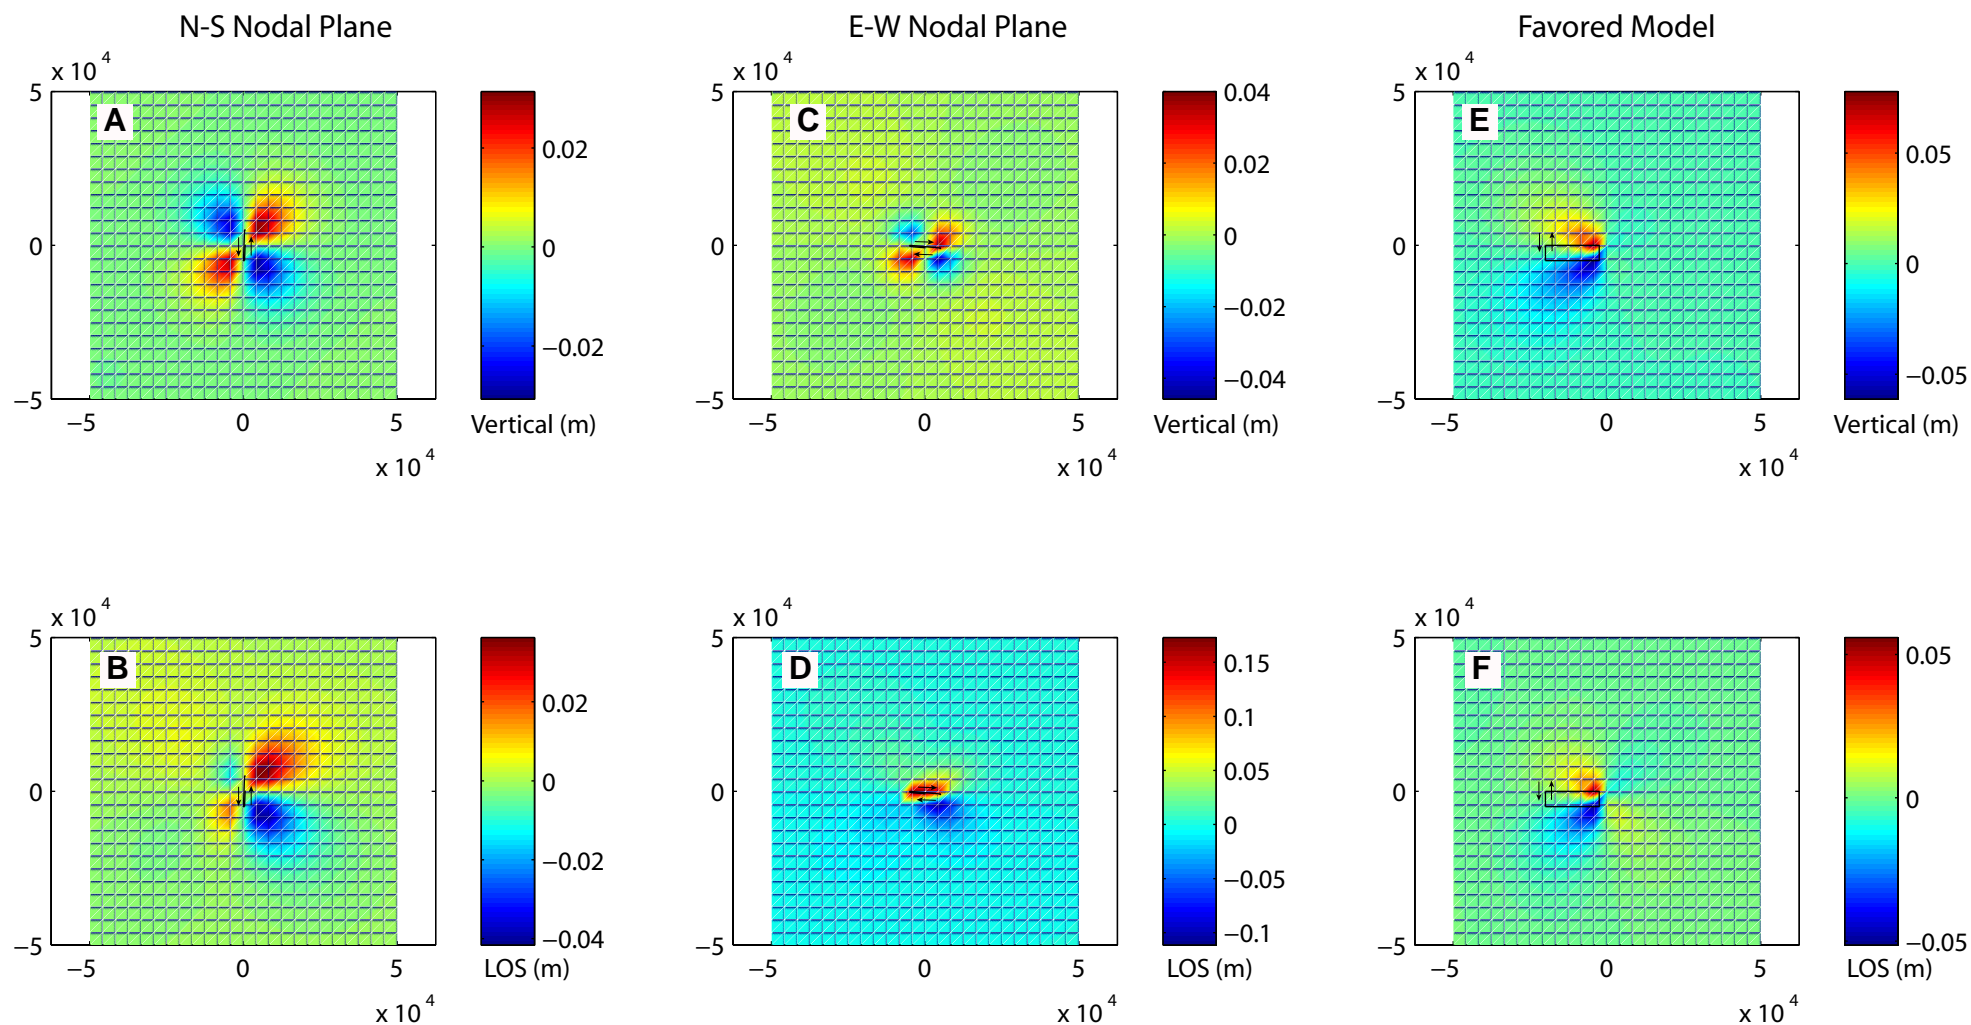 N-S Nodal Plane
E-W Nodal Plane
Favored Model
x 10 4
5
0
−5
−5
0
5
x 10 4
A
0.02
0
−0.02
Vertical (m)
x 10 4
5
0
−5
−5
0
5
x 10 4
C
0.04
0.02
0
−0.02
−0.04
Vertical (m)
x 10 4
5
0
−5
−5
0
5
x 10 4
E
0.05
0
−0.05
Vertical (m)
x 10 4
5
0
−5
−5
0
5
x 10 4
B
0.02
0
−0.02
−0.04
LOS (m)
x 10 4
5
0
−5
−5
0
5
x 10 4
D
0.15
0.1
0.05
0
−0.05
−0.1
LOS (m)
x 10 4
5
0
−5
−5
0
5
x 10 4
F
0.05
0
−0.05
LOS (m)